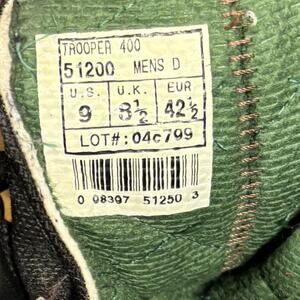 TROOPER 400
51200 MENS D
U.S. U.K. EUR
9 8½ 42½
LOT#: 04c799
0 08397 51250 3